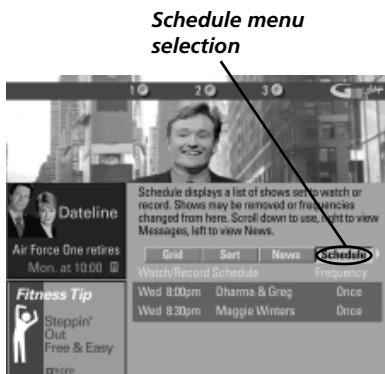 Schedule menu
selection
1 2 3 G
Schedule displays a list of shows set to watch or
record. Shows may be removed or frequencies
changed from here. Scroll down to use, right to view
Messages, left to view News.
Dateline
Air Force One retires
Mon. at 10:00
Grid Sort News Schedule
Watch/Record Schedule Frequency
Wed 8:00pm Dharma & Greg Once
Wed 8:30pm Maggie Winters Once
Fitness Tip
Steppin'
Out
Free & Easy
more